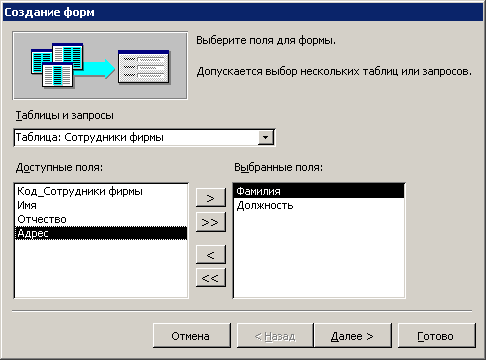 Создание форм
Выберите поля для формы.
Допускается выбор нескольких таблиц или запросов.
Таблицы и запросы
Таблица: Сотрудники фирмы
Доступные поля:
Выбранные поля:
Код_Сотрудники фирмы
Имя
Отчество
Адрес
>
>>
<
<<
Фамилия
Должность
Отмена
< Назад
Далее >
Готово